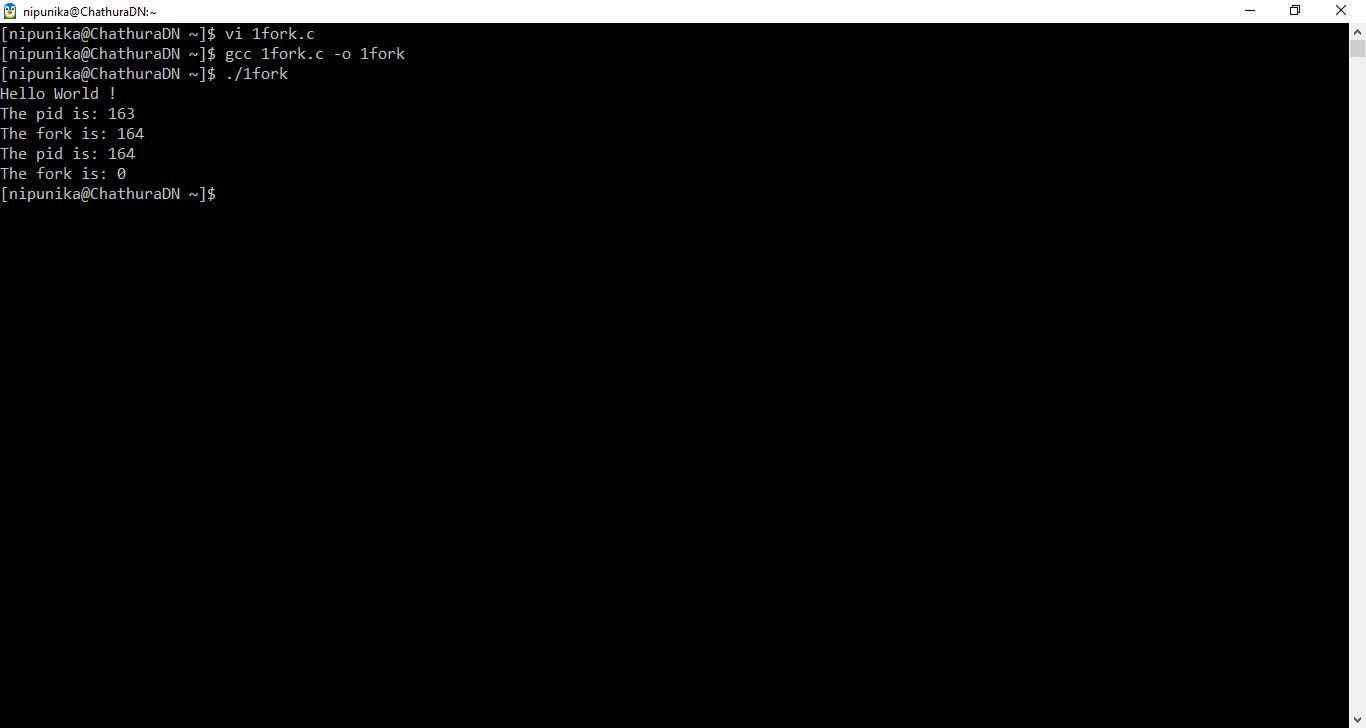 nipunika@ChathuraDN:~
[nipunika@ChathuraDN ~]$ vi 1fork.c
[nipunika@ChathuraDN ~]$ gcc 1fork.c -o 1fork
[nipunika@ChathuraDN ~]$ ./1fork
Hello World !
The pid is: 163
The fork is: 164
The pid is: 164
The fork is: 0
[nipunika@ChathuraDN ~]$